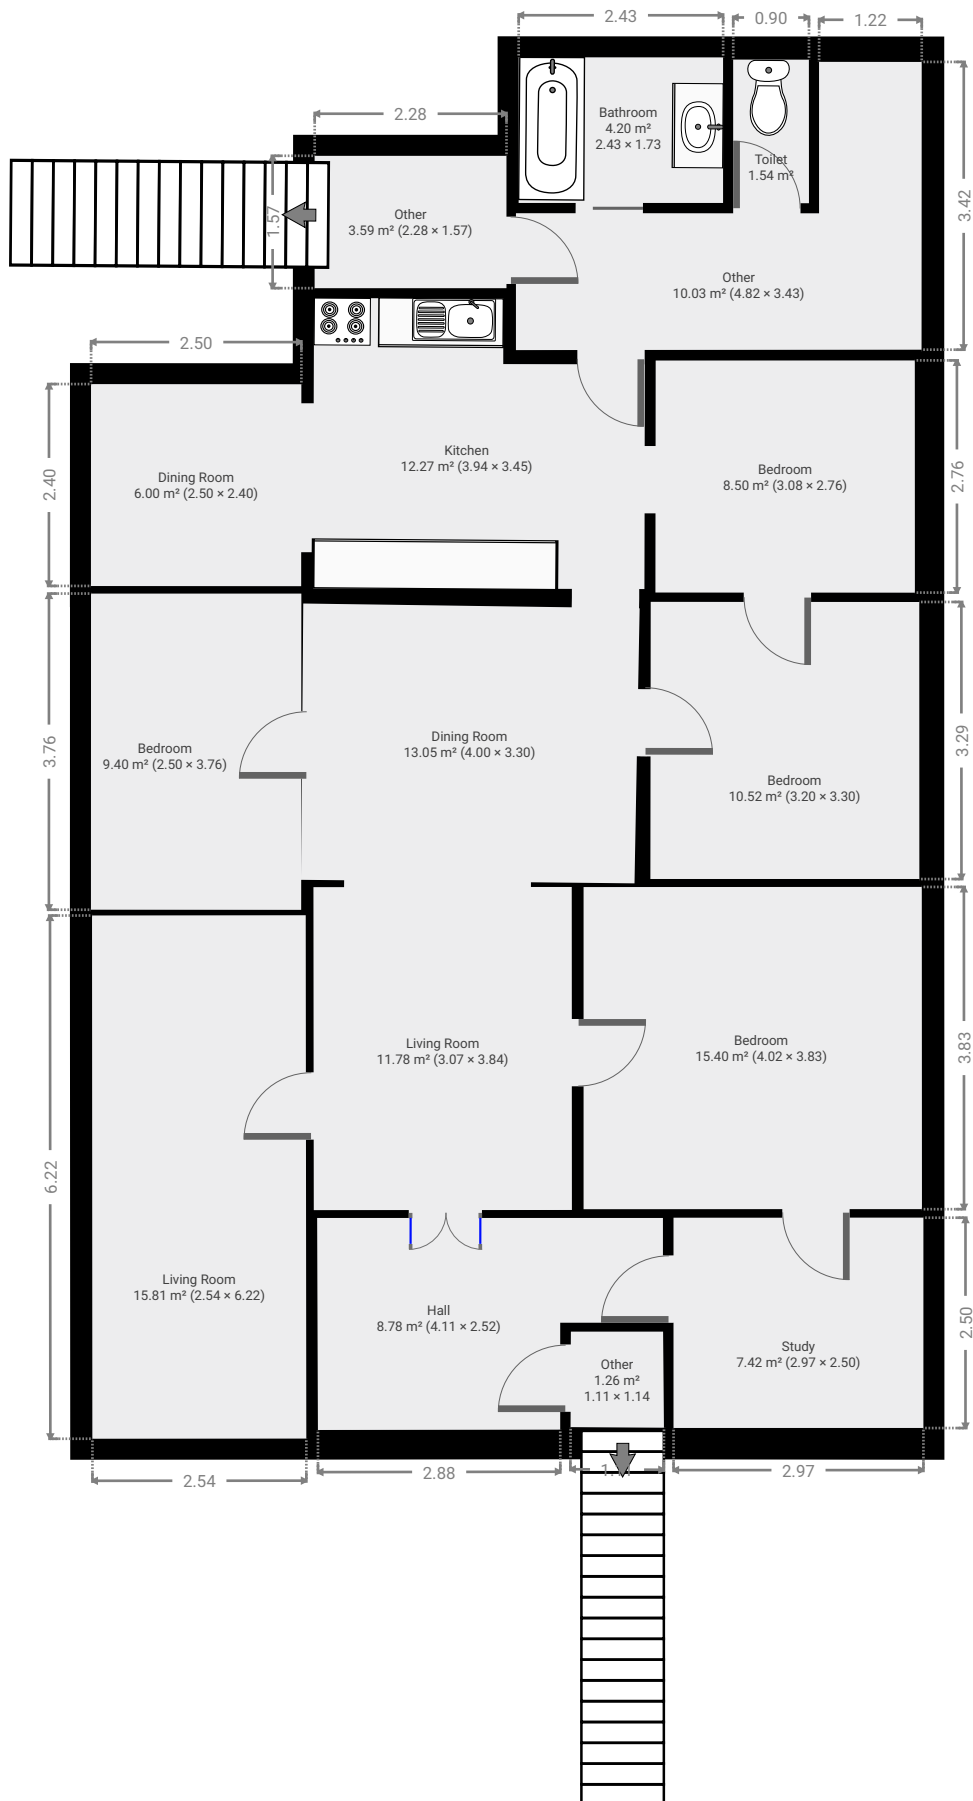 2.43
0.90
1.22
2.28
Bathroom
4.20 m²
2.43 × 1.73
Toilet
1.54 m²
3.42
1.57
Other
3.59 m² (2.28 × 1.57)
Other
10.03 m² (4.82 × 3.43)
2.50
2.40
Dining Room
6.00 m² (2.50 × 2.40)
Kitchen
12.27 m² (3.94 × 3.45)
Bedroom
8.50 m² (3.08 × 2.76)
2.76
3.76
Bedroom
9.40 m² (2.50 × 3.76)
Dining Room
13.05 m² (4.00 × 3.30)
Bedroom
10.52 m² (3.20 × 3.30)
3.29
Living Room
11.78 m² (3.07 × 3.84)
Bedroom
15.40 m² (4.02 × 3.83)
3.83
6.22
Living Room
15.81 m² (2.54 × 6.22)
Hall
8.78 m² (4.11 × 2.52)
Other
1.26 m²
1.11 × 1.14
Study
7.42 m² (2.97 × 2.50)
2.50
2.54
2.88
2.97